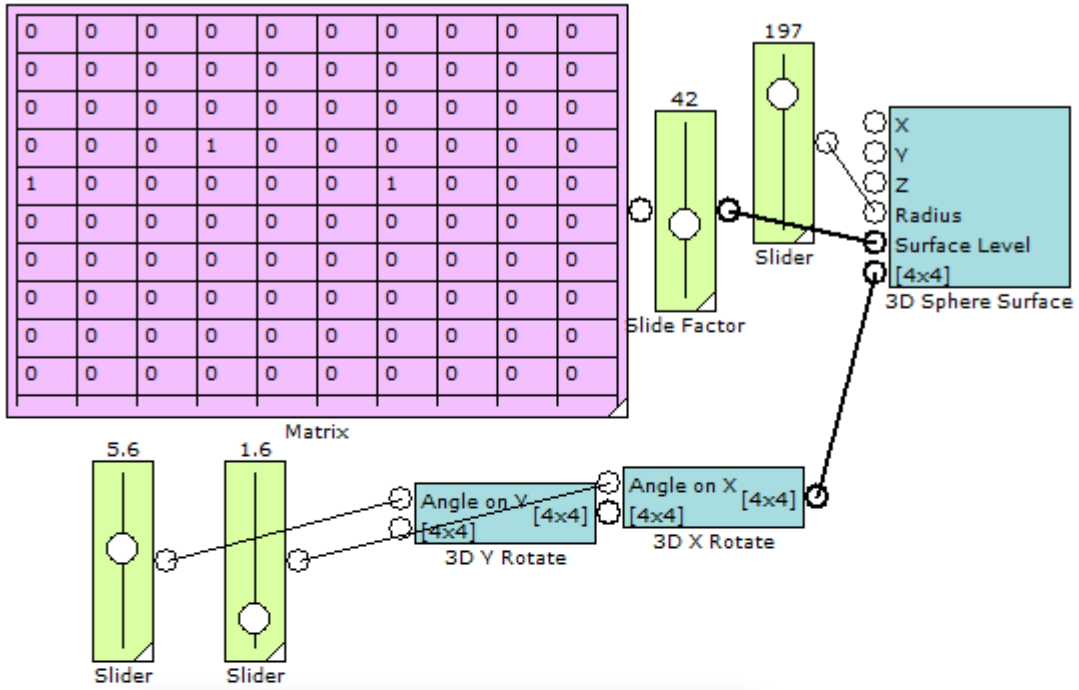 0 0 0 0 0 0 0 0 0 0
0 0 0 0 0 0 0 0 0 0
0 0 0 0 0 0 0 0 0 0
0 0 0 1 0 0 0 0 0 0
1 0 0 0 0 0 1 0 0 0
0 0 0 0 0 0 0 0 0 0
0 0 0 0 0 0 0 0 0 0
0 0 0 0 0 0 0 0 0 0
0 0 0 0 0 0 0 0 0 0
0 0 0 0 0 0 0 0 0 0
Matrix
42
Slide Factor
197
Slider
X
Y
Z
Radius
Surface Level
[4x4]
3D Sphere Surface
5.6
Slider
1.6
Slider
Angle on Y
[4x4]
[4x4]
3D Y Rotate
Angle on X
[4x4]
[4x4]
3D X Rotate